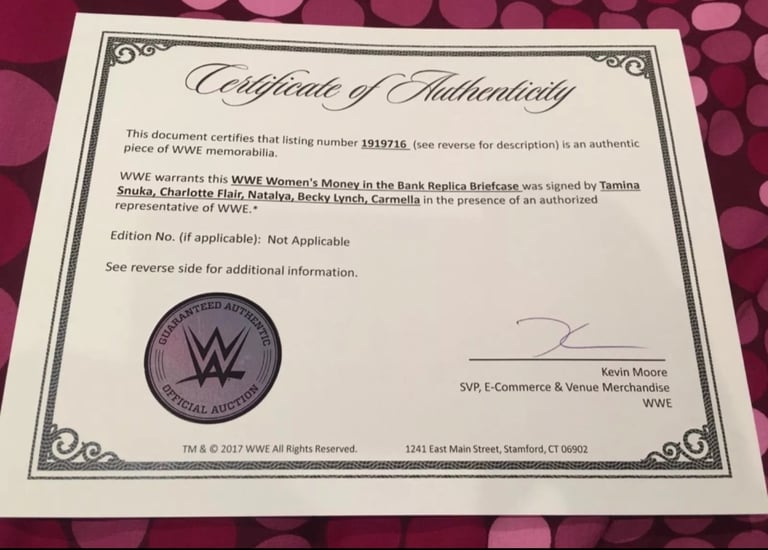 Certificate of Authenticity
This document certifies that listing number 1919716 (see reverse for description) is an authentic
piece of WWE memorabilia.
WWE warrants this WWE Women's Money in the Bank Replica Briefcase was signed by Tamina
Snuka, Charlotte Flair, Natalya, Becky Lynch, Carmella in the presence of an authorized
representative of WWE.*
Edition No. (if applicable): Not Applicable
See reverse side for additional information.
GUARANTEED AUTHENTIC
W
OFFICIAL AUCTION
Kevin Moore
SVP, E-Commerce & Venue Merchandise
WWE
TM & © 2017 WWE All Rights Reserved. 1241 East Main Street, Stamford, CT 06902